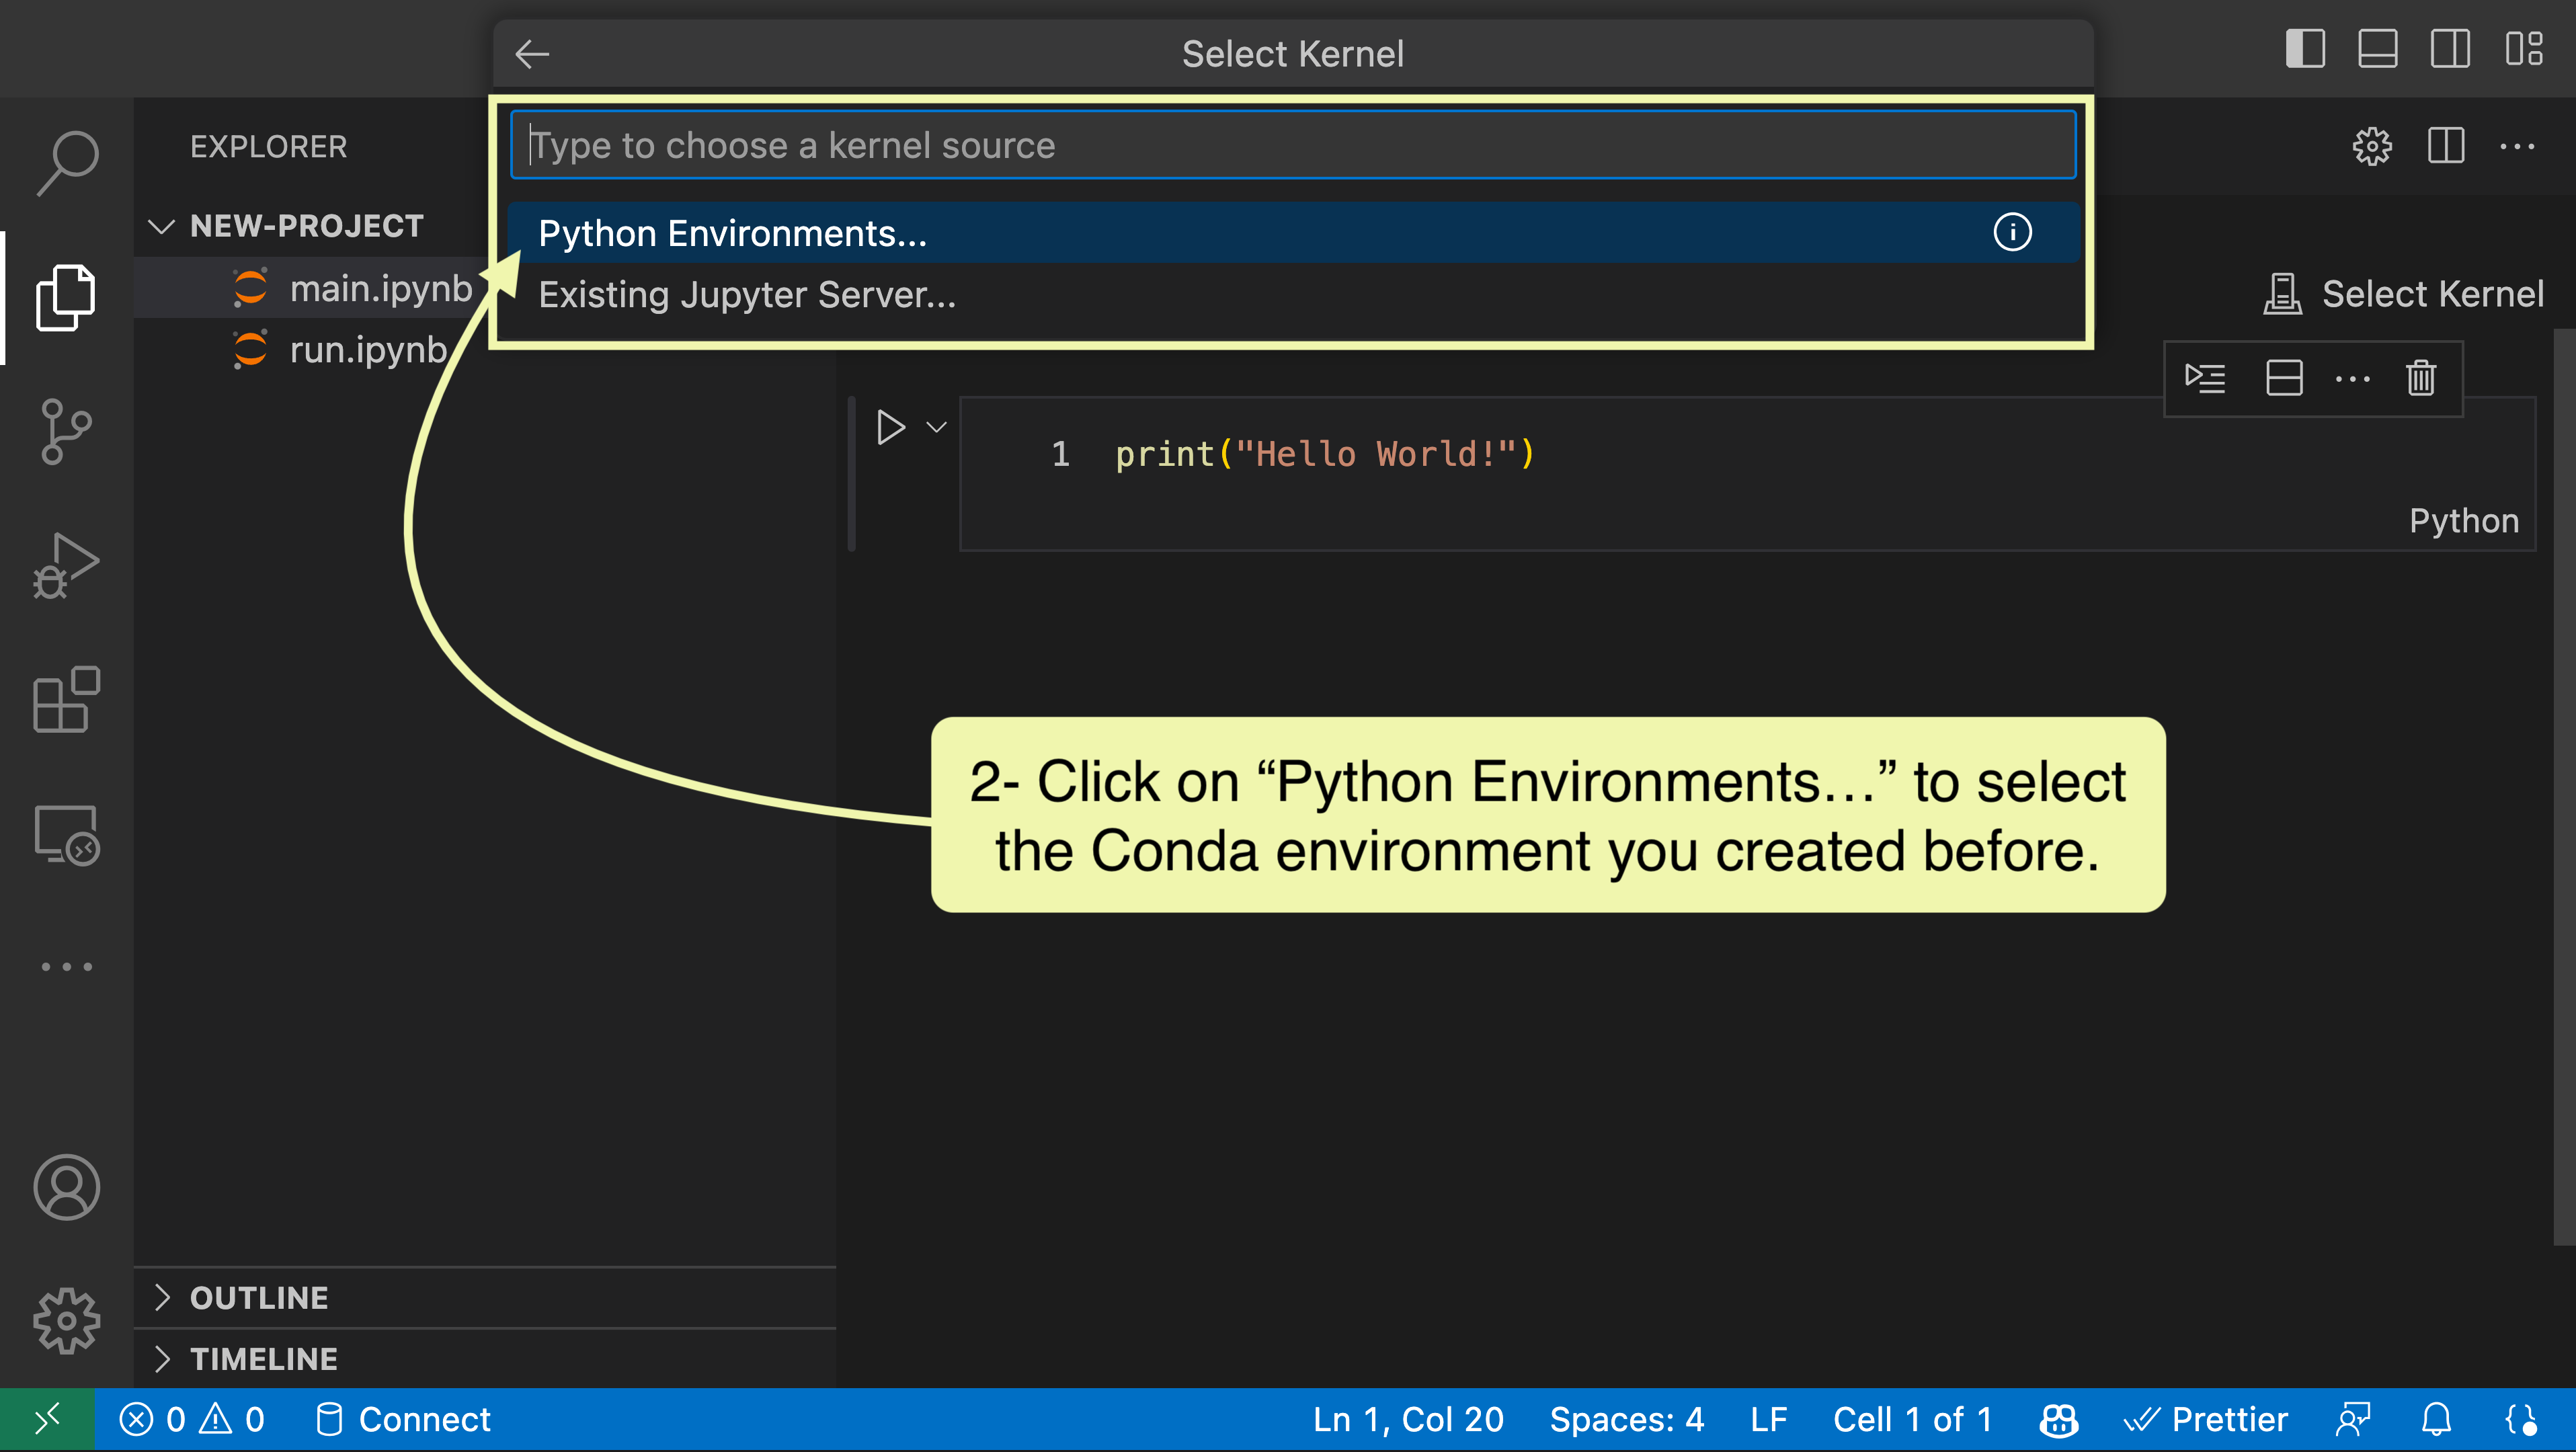 Select Kernel
Type to choose a kernel source
Python Environments...
Existing Jupyter Server...
EXPLORER
NEW-PROJECT
main.ipynb
run.ipynb
Select Kernel
1 print("Hello World!")
Python
2- Click on “Python Environments…” to select
the Conda environment you created before.
OUTLINE
TIMELINE
0 0 Connect Ln 1, Col 20 Spaces: 4 LF Cell 1 of 1 Prettier